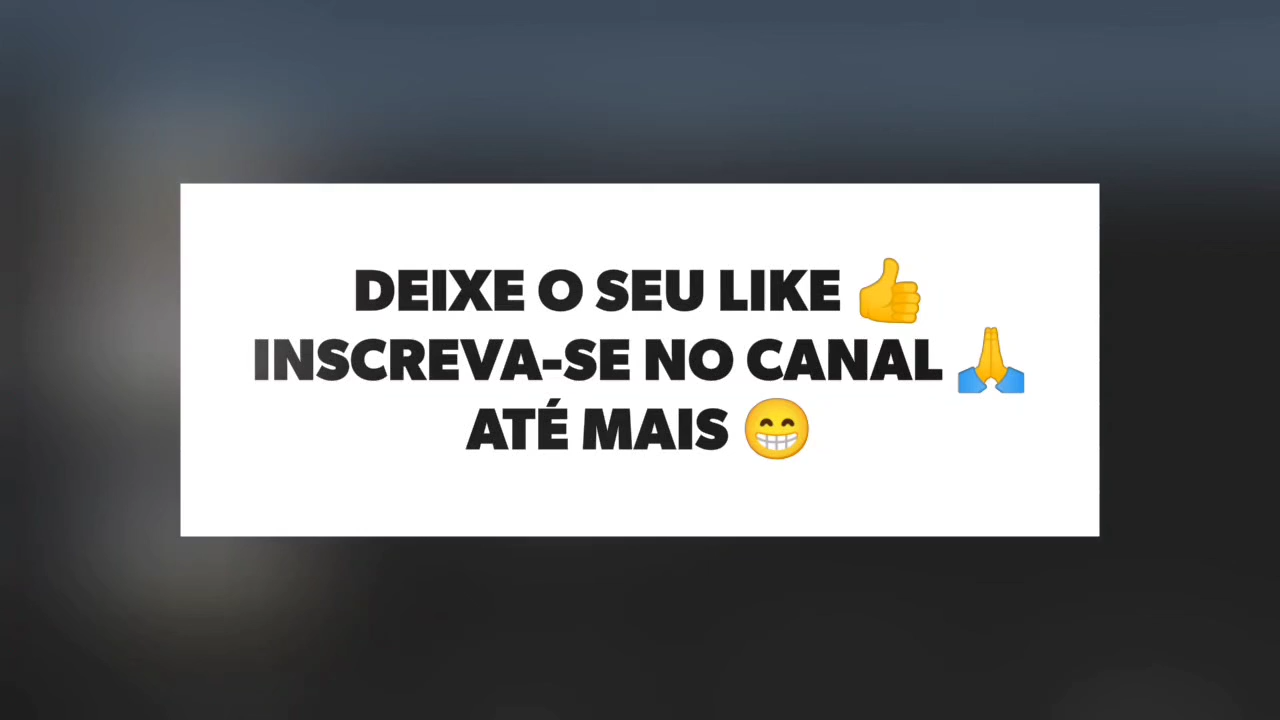 DEIXE O SEU LIKE 👍
INSCREVA-SE NO CANAL 🙏
ATÉ MAIS 😁